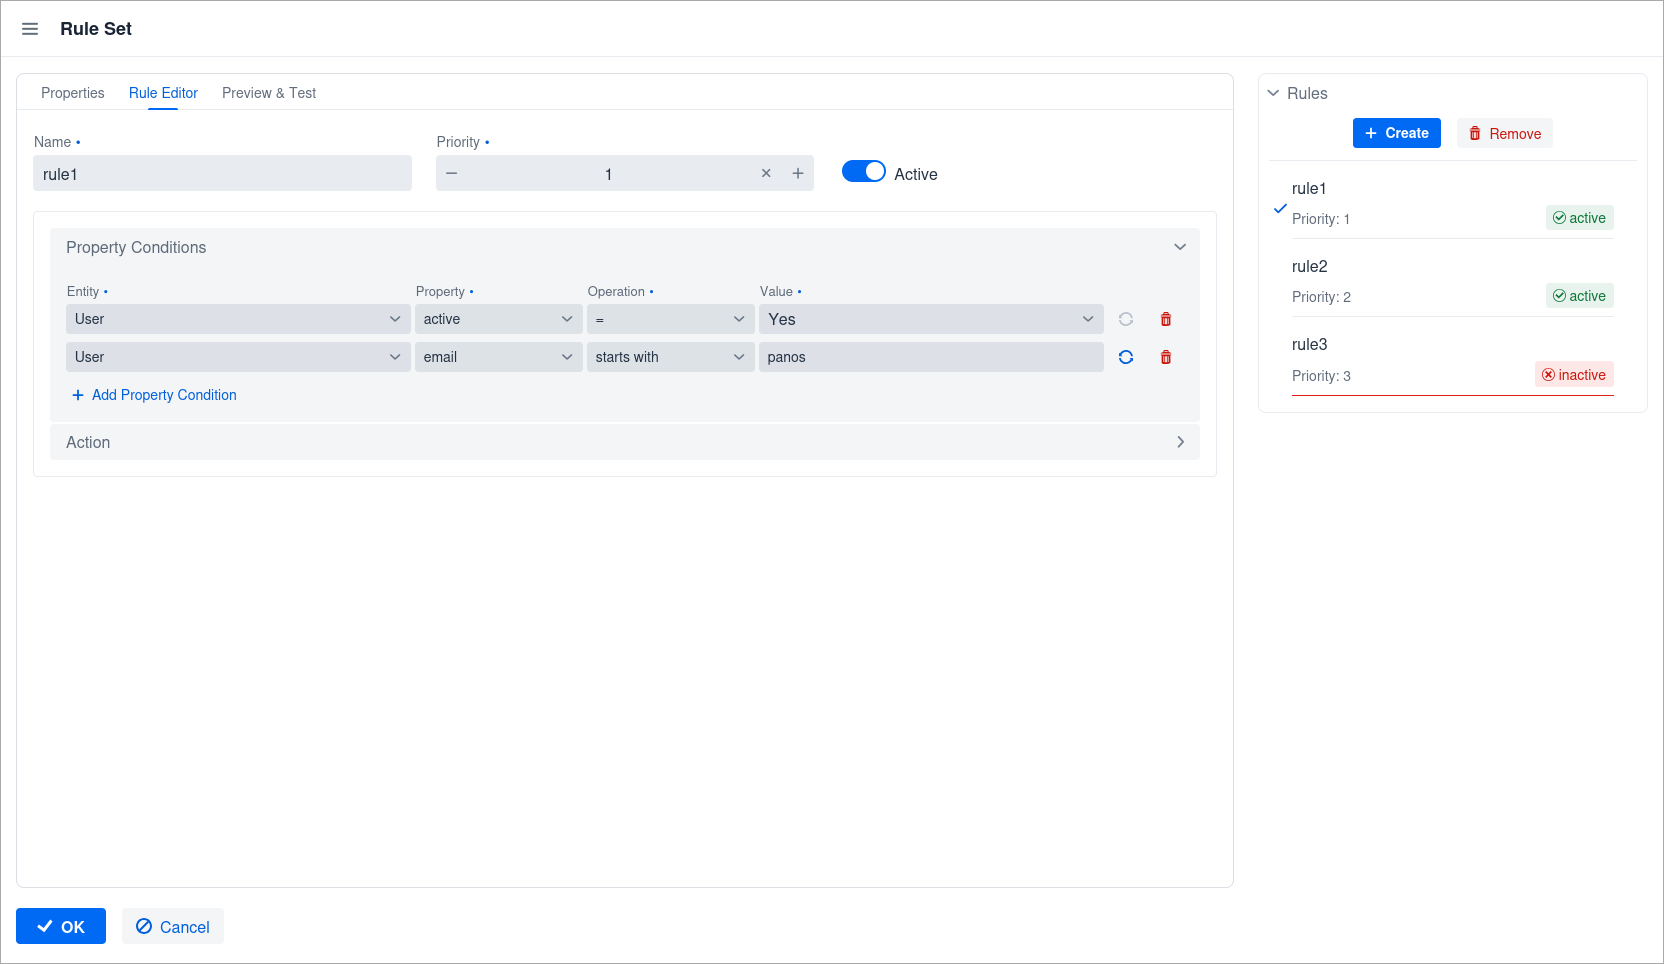 Rule Set
Properties Rule Editor Preview & Test
Name • Priority •
rule1 1 Active
Property Conditions
Entity • Property • Operation • Value •
User active = Yes
User email starts with panos
Add Property Condition
Action
Rules
Create Remove
rule1
Priority: 1 active
rule2
Priority: 2 active
rule3
Priority: 3 inactive
OK Cancel